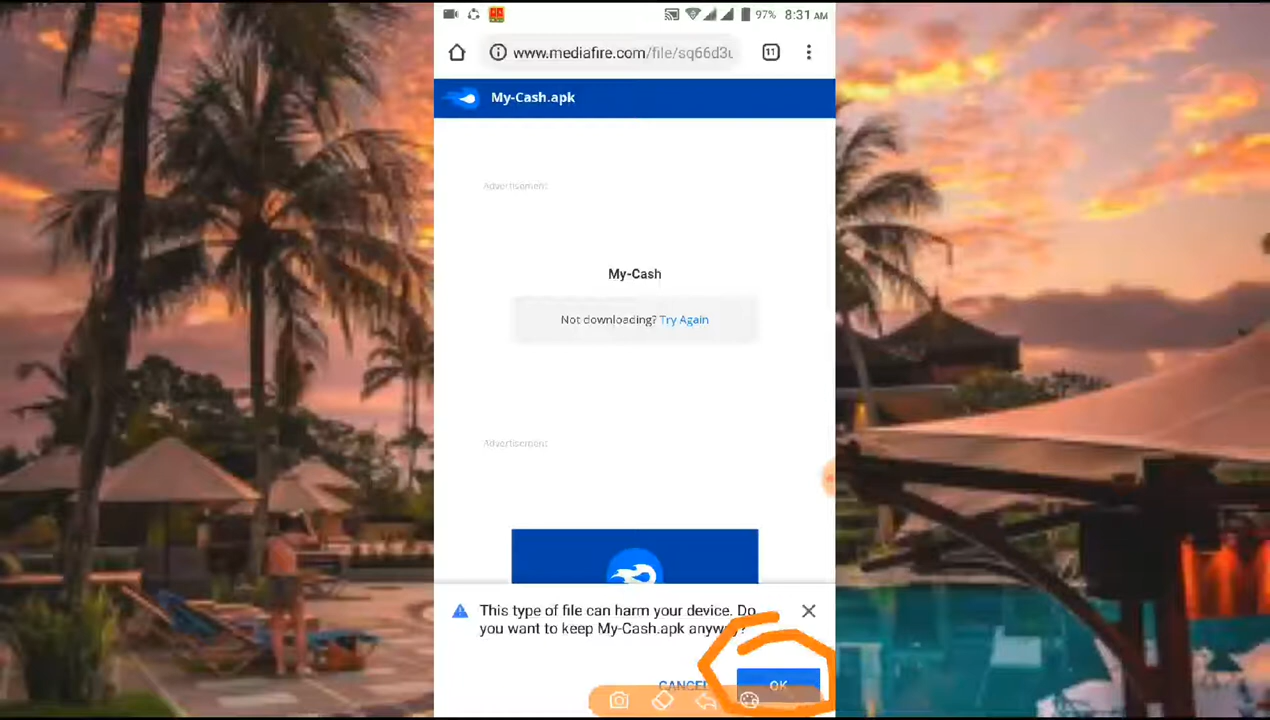 97% 8:31 AM
www.mediafire.com/file/sq66d3u
11
My-Cash.apk
Advertisement
My-Cash
Not downloading? Try Again
Advertisement
This type of file can harm your device. Do
you want to keep My-Cash.apk anyway?
CANCEL OK